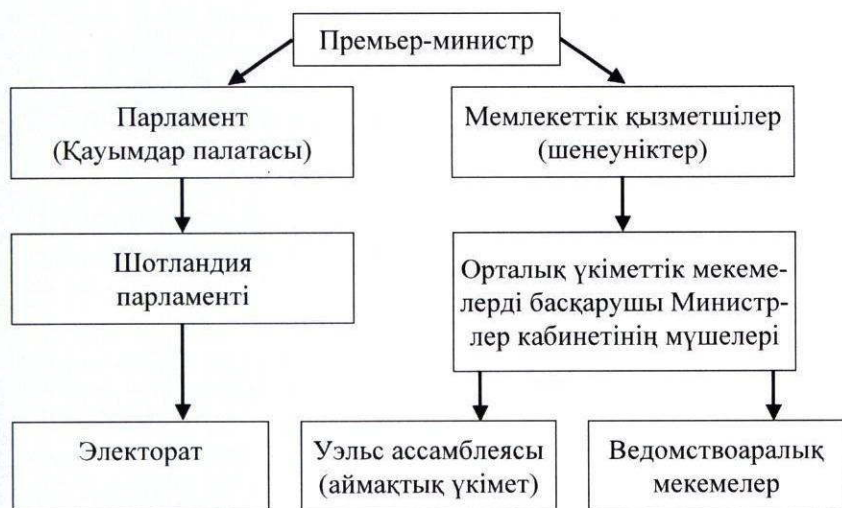 Премьер-министр
Парламент
(Қауымдар палатасы)
Мемлекеттік қызметшілер
(шенеуніктер)
Шотландия
парламенті
Орталық үкіметтік мекеме-
лерді басқарушы Министр-
лер кабинетінің мүшелері
Электорат
Уэльс ассамблеясы
(аймақтық үкімет)
Ведомствоаралық
мекемелер